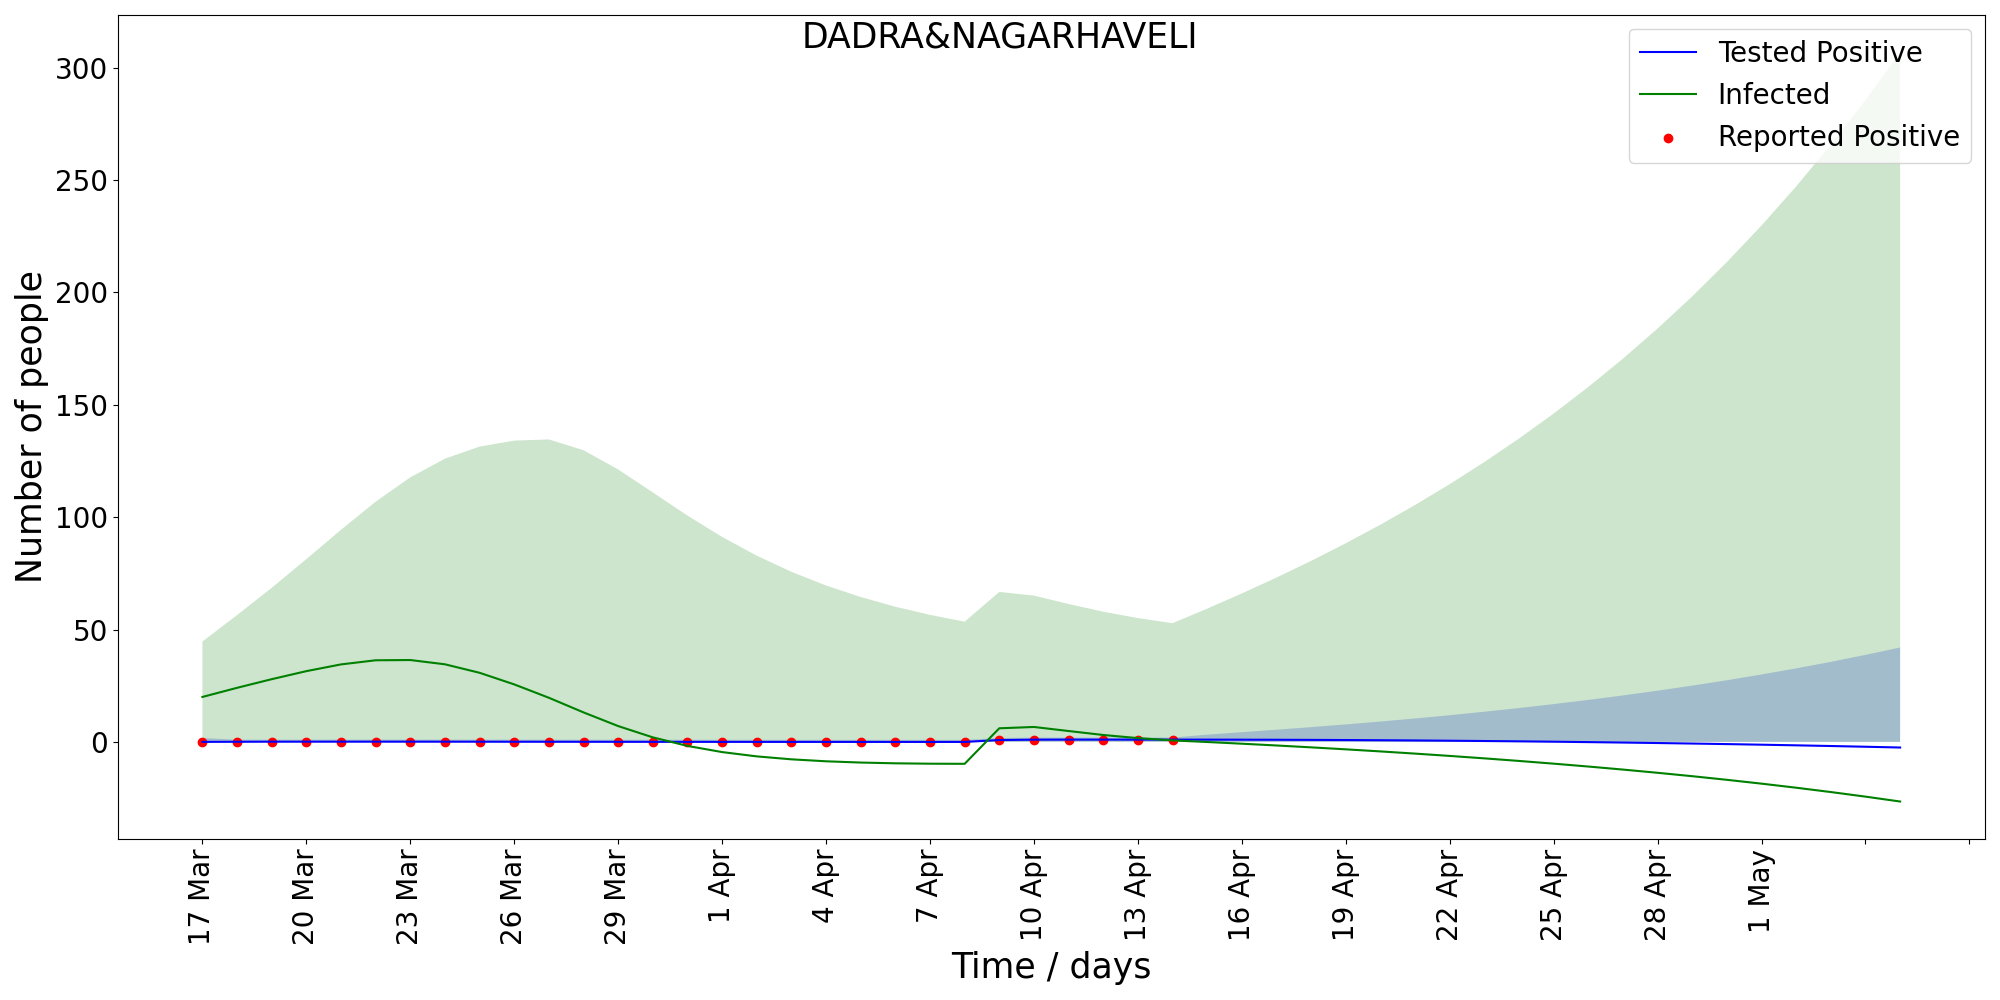 DADRA&NAGARHAVELI
Tested Positive
Infected
Reported Positive
Number of people
300
250
200
150
100
50
0
17 Mar
20 Mar
23 Mar
26 Mar
29 Mar
1 Apr
4 Apr
7 Apr
10 Apr
13 Apr
16 Apr
19 Apr
22 Apr
25 Apr
28 Apr
1 May
Time / days